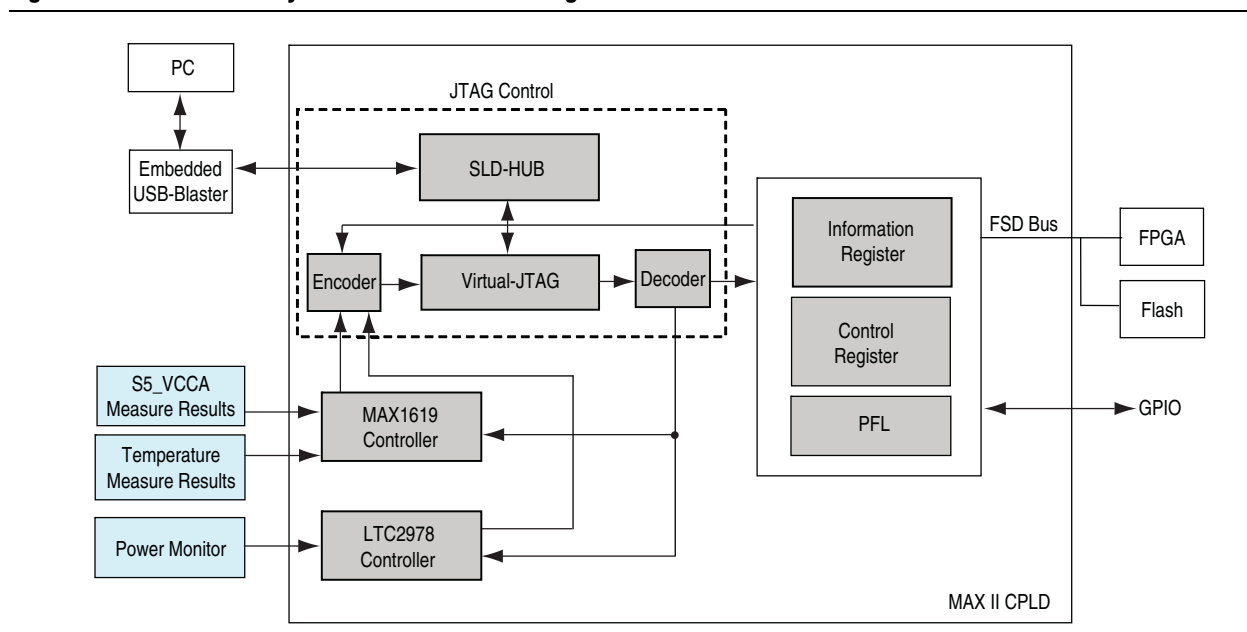 PC
JTAG Control
Embedded
USB-Blaster
SLD-HUB
Encoder
Virtual-JTAG
Decoder
Information
Register
Control
Register
PFL
FSD Bus
FPGA
Flash
GPIO
S5_VCCA
Measure Results
Temperature
Measure Results
MAX1619
Controller
Power Monitor
LTC2978
Controller
MAX II CPLD